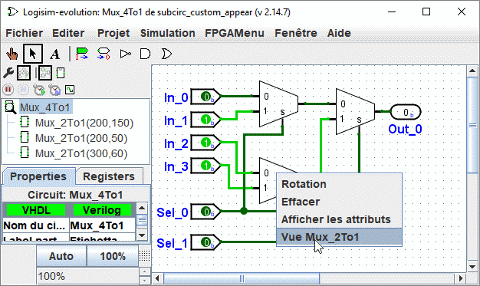 Logisim-evolution: Mux_4To1 de subcirc_custom_appear (v 2.14.7)
Fichier Editer Projet Simulation FPGAMenu Fenêtre Aide
A
Mux_4To1
Mux_2To1(200,150)
Mux_2To1(200,50)
Mux_2To1(300,60)
Properties Registers
Circuit: Mux_4To1
VHDL Verilog
Nom du ci... Mux_4To1
Label part Etichetta
Auto 100%
100%
In_0 0
In_1 1
In_2 1
In_3 1
Sel_0 0
Sel_1 0
0
1
s
0
1
s
0
1
0
Out_0
Rotation
Effacer
Afficher les attributs
Vue Mux_2To1